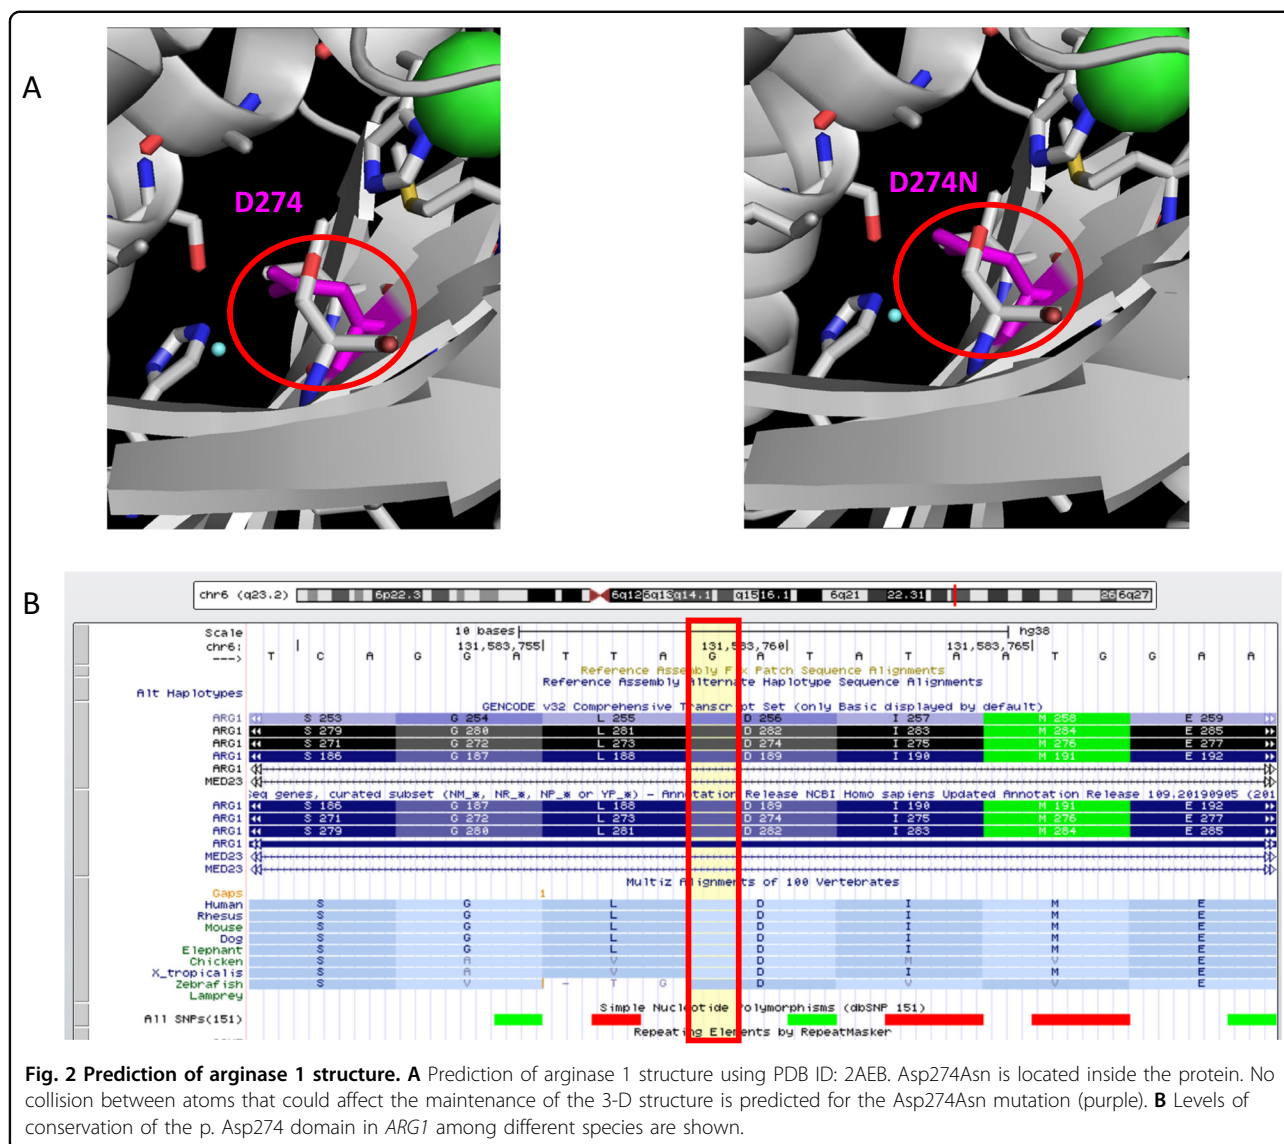 A
D274
D274N
B
chr6 (q23.2) 6p22.3 6q12 6q13 q14.1 q15 16.1 6q21 22.31 26 6q27
Scale 10 bases hg38
chr6: 131,583,755 131,583,760 131,583,765
---> T C A G G A T T A G A T A T A A T G G A A
Reference Assembly Fix Patch Sequence Alignments
Reference Assembly Alternate Haplotype Sequence Alignments
Alt Haplotypes
GENCODE v32 Comprehensive Transcript Set (only Basic displayed by default)
ARG1 S 253 G 254 L 255 D 256 I 257 M 258 E 259
ARG1 S 279 G 280 L 281 D 282 I 283 M 284 E 285
ARG1 S 271 G 272 L 273 D 274 I 275 M 276 E 277
ARG1 S 186 G 187 L 188 D 189 I 190 M 191 E 192
ARG1
MED23
Seq genes, curated subset (NM_*, NR_*, NP_* or YP_*) - Annotation Release NCBI Homo sapiens Updated Annotation Release 109.20190905 (201
ARG1 S 186 G 187 L 188 D 189 I 190 M 191 E 192
ARG1 S 271 G 272 L 273 D 274 I 275 M 276 E 277
ARG1 S 279 G 280 L 281 D 282 I 283 M 284 E 285
ARG1
MED23
MED23
Multiz Alignments of 100 Vertebrates
Gaps 1
Human S G L D I M E
Rhesus S G L D I M E
Mouse S G L D I M E
Dog S G L D I M E
Elephant S G L D I M E
Chicken S A V D M V E
X_tropicalis S A V D I M E
Zebrafish S V - T G D V V E
Lamprey
Simple Nucleotide Polymorphisms (dbSNP 151)
All SNPs(151)
Repeating Elements by RepeatMasker
Fig. 2 Prediction of arginase 1 structure. A Prediction of arginase 1 structure using PDB ID: 2AEB. Asp274Asn is located inside the protein. No
collision between atoms that could affect the maintenance of the 3-D structure is predicted for the Asp274Asn mutation (purple). B Levels of
conservation of the p. Asp274 domain in ARG1 among different species are shown.